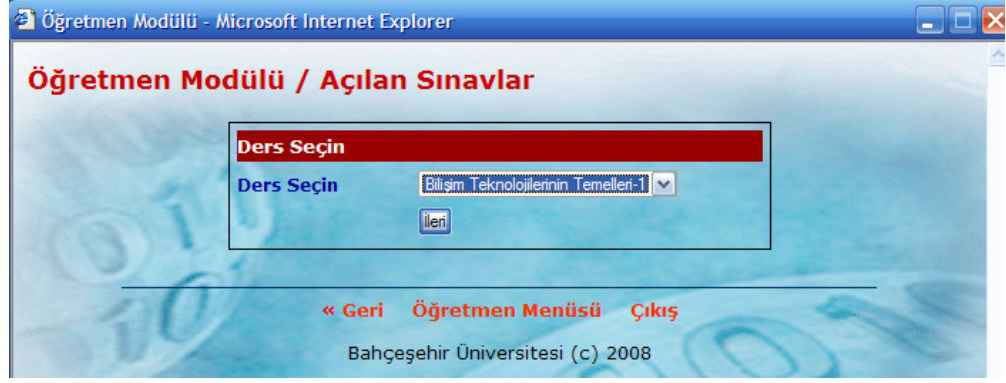 Öğretmen Modülü - Microsoft Internet Explorer
Öğretmen Modülü / Açılan Sınavlar
Ders Seçin
Ders Seçin Bilişim Teknolojilerinin Temelleri-1
İleri
« Geri Öğretmen Menüsü Çıkış
Bahçeşehir Üniversitesi (c) 2008